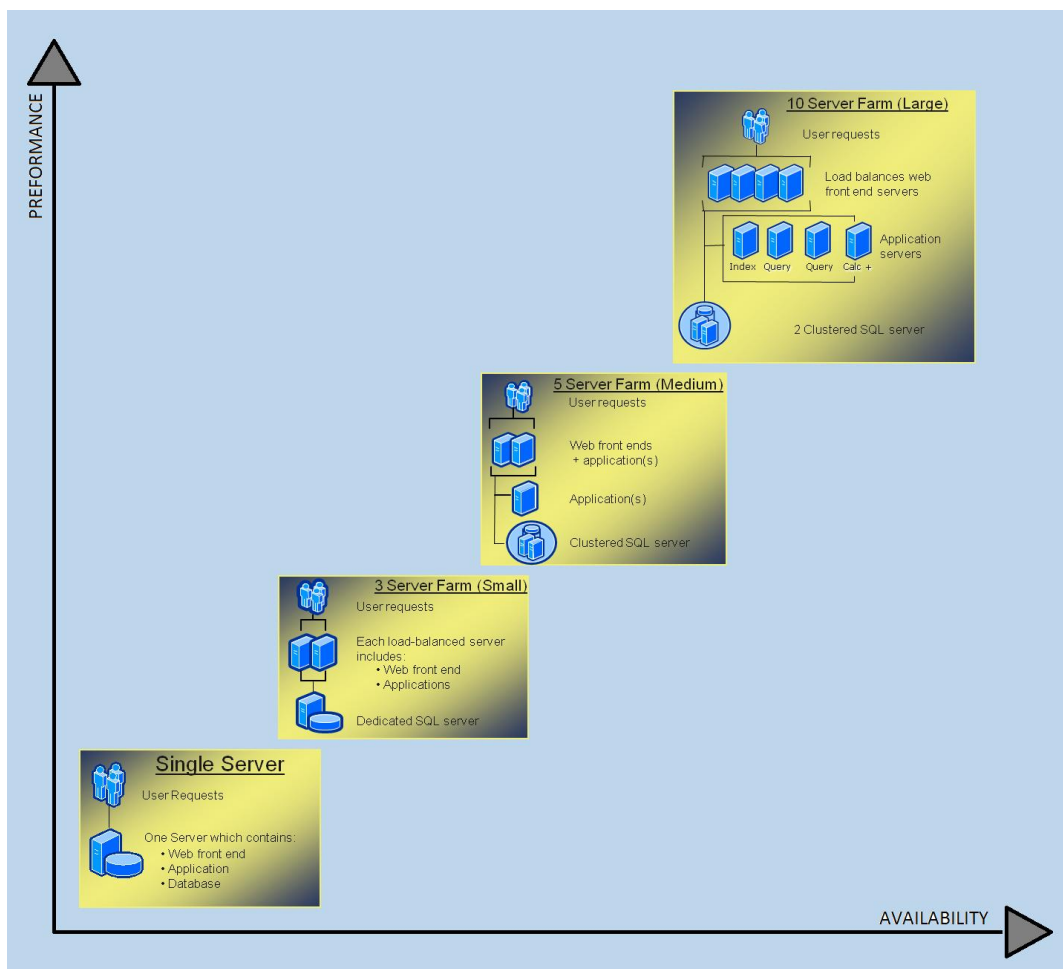 PREFORMANCE
10 Server Farm (Large)
User requests
Load balances web
front end servers
Application
servers
Index Query Query Calc +
2 Clustered SQL server
5 Server Farm (Medium)
User requests
Web front ends
+ application(s)
Application(s)
Clustered SQL server
3 Server Farm (Small)
User requests
Each load-balanced server
includes:
• Web front end
• Applications
Dedicated SQL server
Single Server
User Requests
One Server which contains:
• Web front end
• Application
• Database
AVAILABILITY